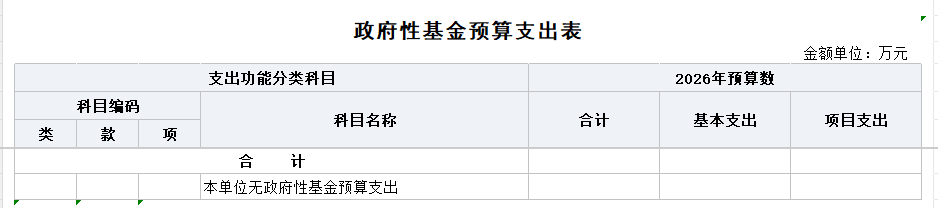 政府性基金预算支出表
金额单位：万元
支出功能分类科目 2026年预算数
科目编码 科目名称 合计 基本支出 项目支出
类 款 项
合 计
本单位无政府性基金预算支出